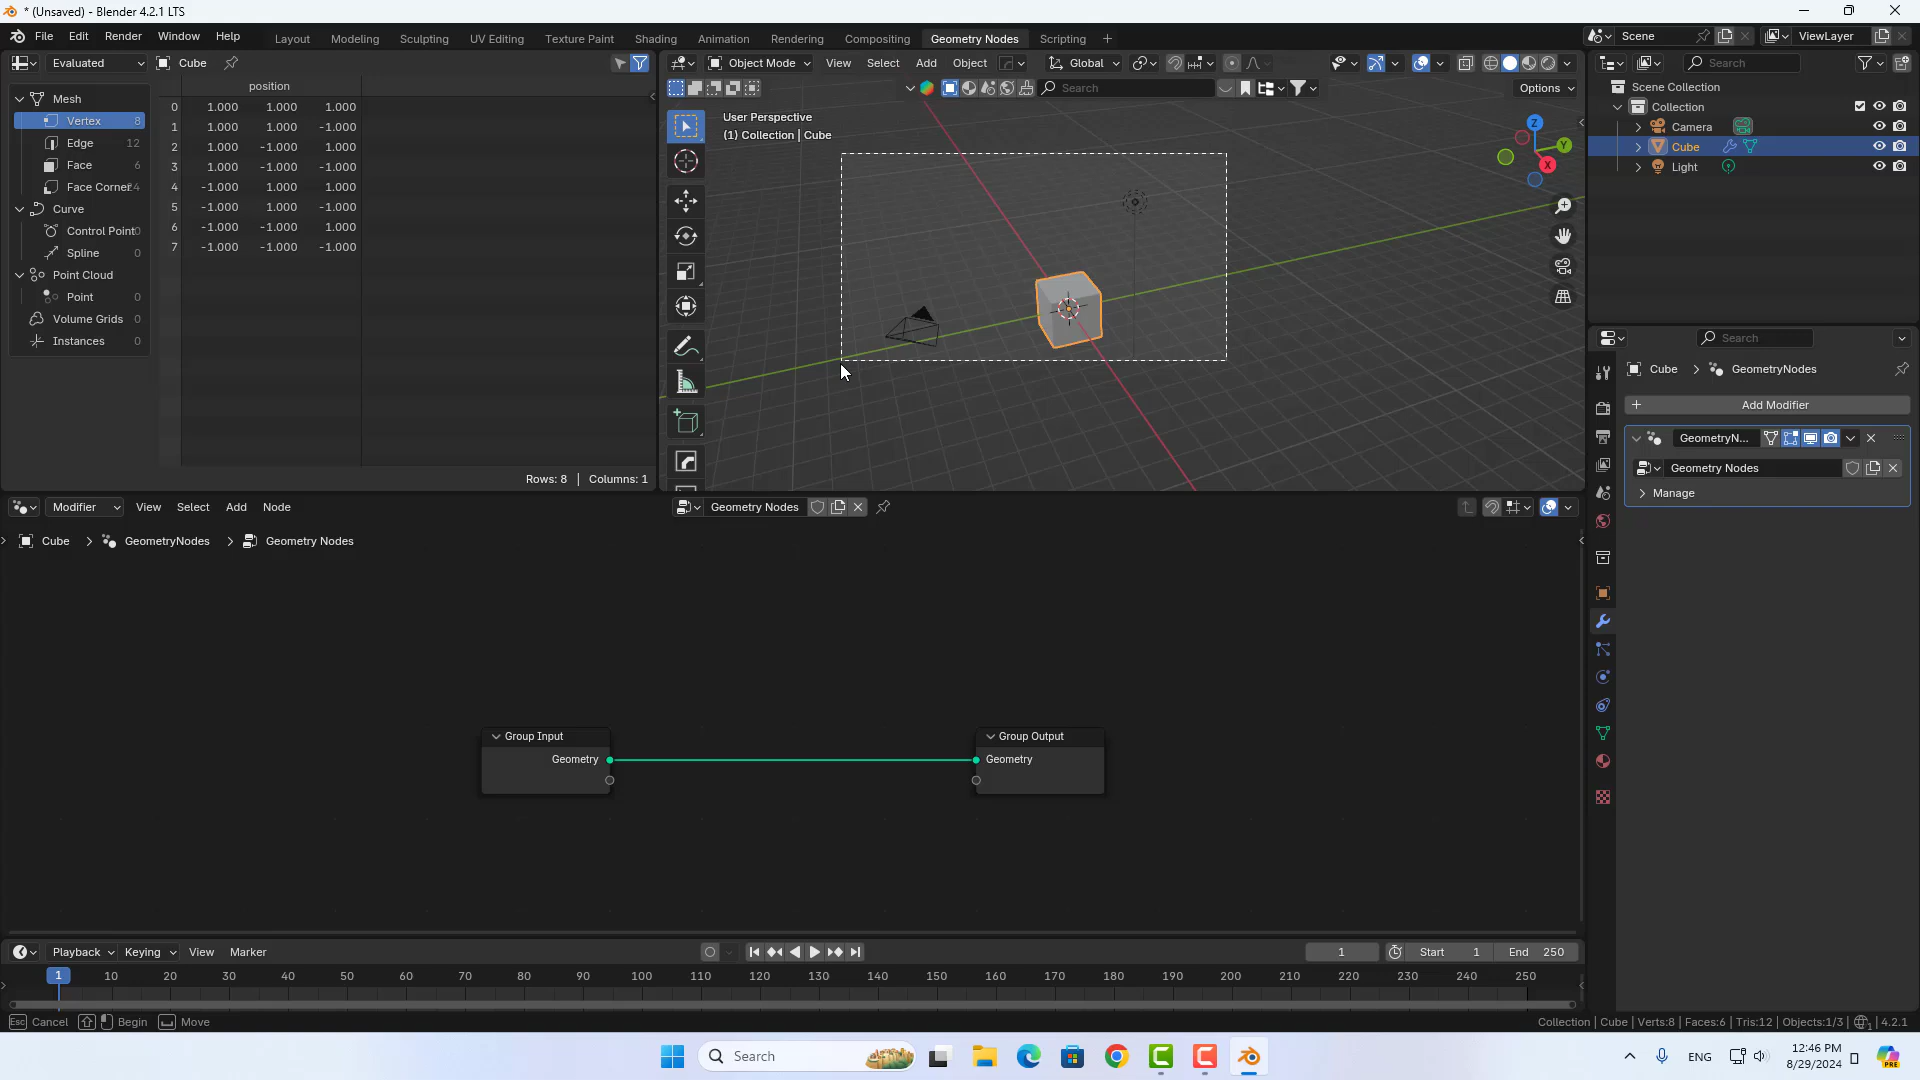 * (Unsaved) - Blender 4.2.1 LTS
File Edit Render Window Help Layout Modeling Sculpting UV Editing Texture Paint Shading Animation Rendering Compositing Geometry Nodes Scripting + Scene ViewLayer
Evaluated Cube
Object Mode View Select Add Object Global
Search
Search
Options
position
Mesh
Vertex 8
Edge 12
Face 6
Face Corner 24
Curve
Control Point 0
Spline 0
Point Cloud
Point 0
Volume Grids 0
Instances 0
0 1.000 1.000 1.000
1 1.000 1.000 -1.000
2 1.000 -1.000 1.000
3 1.000 -1.000 -1.000
4 -1.000 1.000 1.000
5 -1.000 1.000 -1.000
6 -1.000 -1.000 1.000
7 -1.000 -1.000 -1.000
Rows: 8 | Columns: 1
User Perspective
(1) Collection | Cube
Z
Y
X
Scene Collection
Collection
Camera
Cube
Light
Search
Cube GeometryNodes
+ Add Modifier
GeometryN...
Geometry Nodes
Manage
Modifier View Select Add Node Geometry Nodes
Cube > GeometryNodes > Geometry Nodes
Group Input
Geometry
Group Output
Geometry
Playback Keying View Marker 1 Start 1 End 250
1 10 20 30 40 50 60 70 80 90 100 110 120 130 140 150 160 170 180 190 200 210 220 230 240 250
Esc Cancel Begin Move Collection | Cube | Verts:8 | Faces:6 | Tris:12 | Objects:1/3 | 4.2.1
Search
ENG
12:46 PM
8/29/2024
PRE